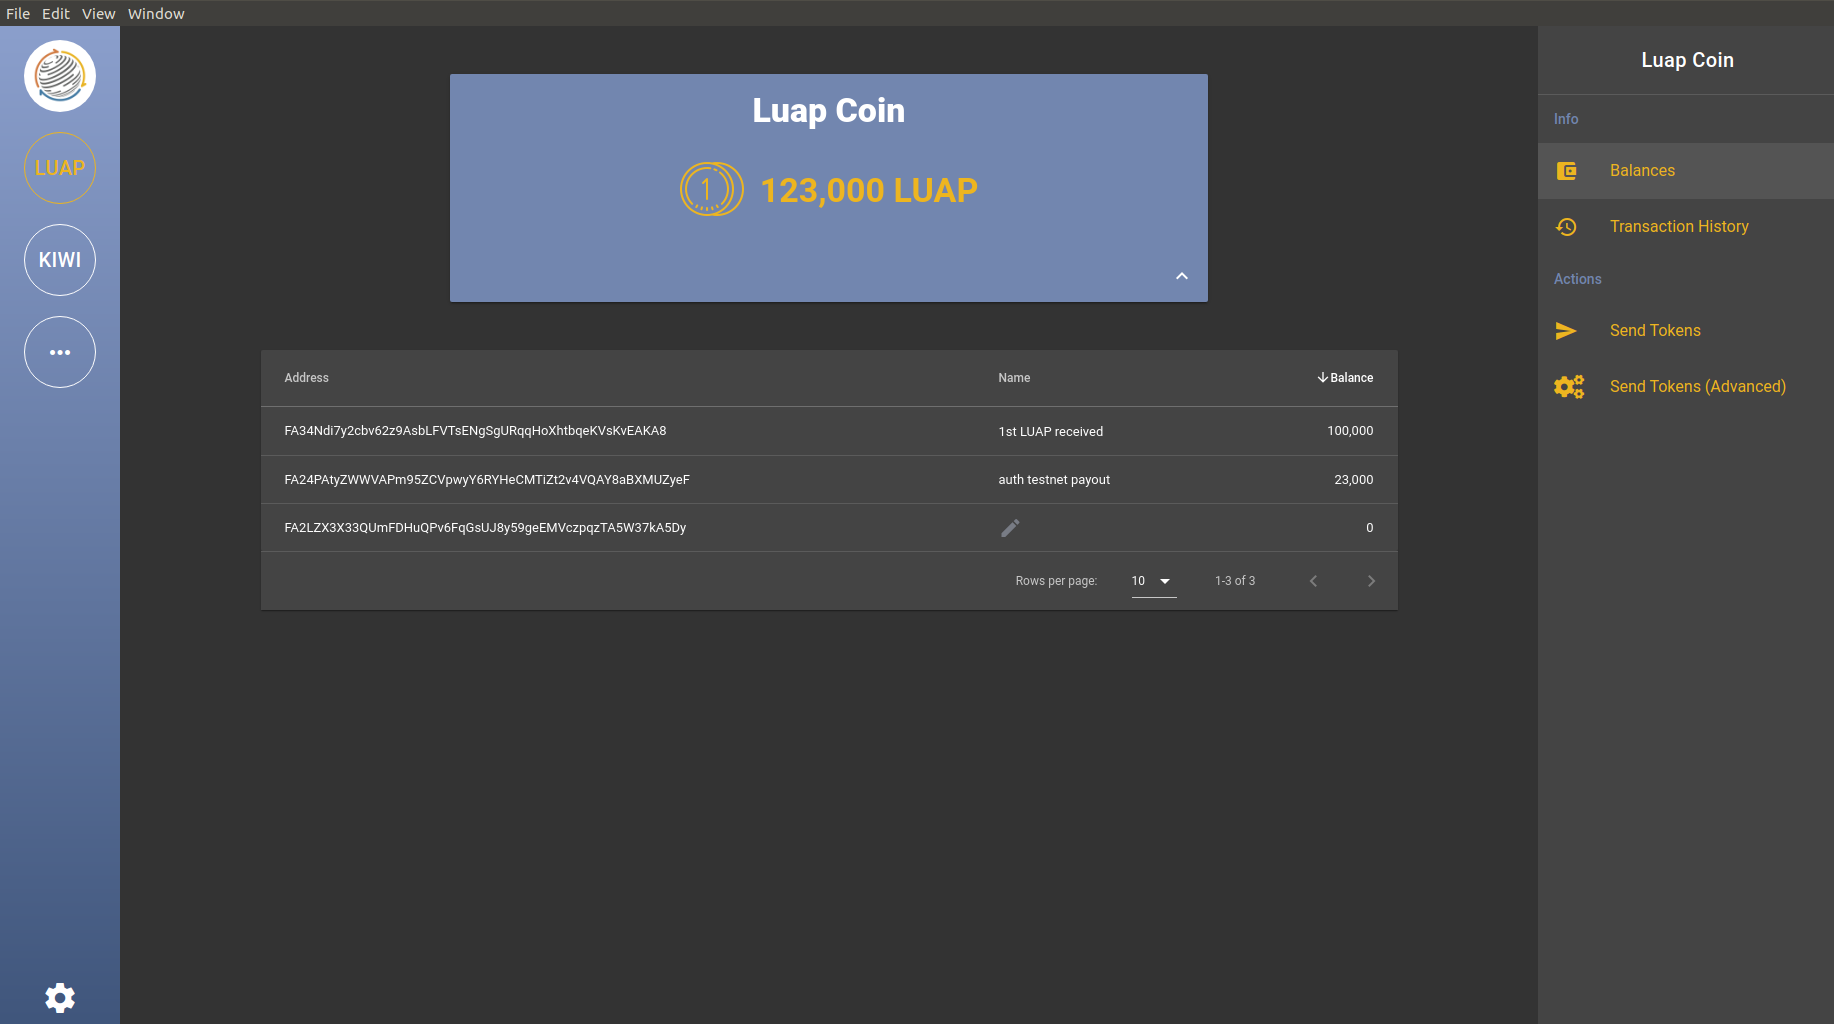 File Edit View Window
LUAP
KIWI
Luap Coin
1 123,000 LUAP
Address Name Balance
FA34Ndi7y2cbv62z9AsbLFVTsENgSgURqqHoXhtbqeKVsKvEAKA8 1st LUAP received 100,000
FA24PAtyZWWVAPm95ZCVpwyY6RYHeCMTiZt2v4VQAY8aBXMUZyeF auth testnet payout 23,000
FA2LZX3X33QUmFDHuQPv6FqGsUJ8y59geEMVczpqzTA5W37kA5Dy 0
Rows per page: 10 1-3 of 3
Luap Coin
Info
Balances
Transaction History
Actions
Send Tokens
Send Tokens (Advanced)